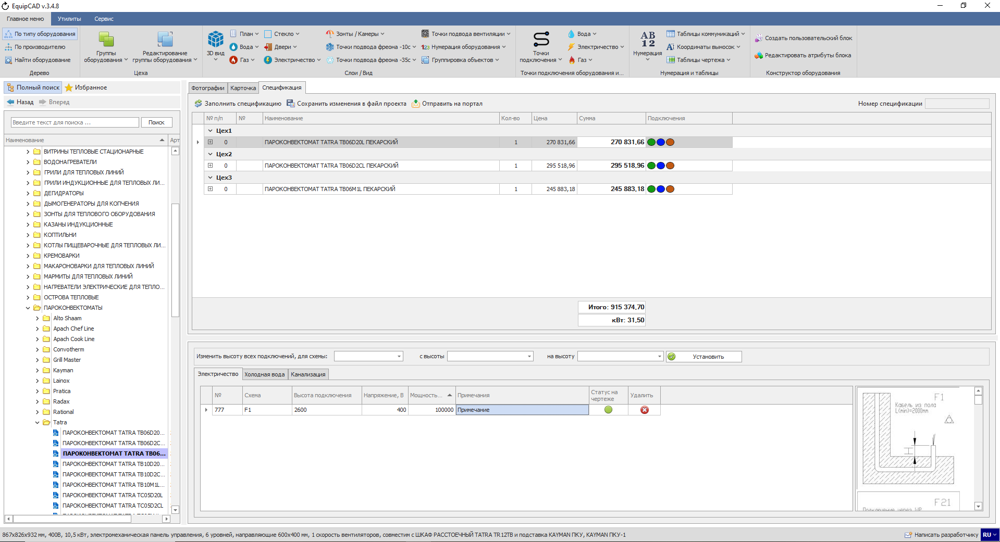 EquipCAD v.3.4.8
Главное меню Утилиты Сервис
По типу оборудования
По производителю
Найти оборудование
Дерево
Группы оборудования
Редактирование группы оборудования
Цеха
3D вид
План
Вода
Газ
Стекло
Двери
Электричество
Зонты / Камеры
Точки подвода фреона -10с
Точки подвода фреона -35с
Точки подвода вентиляции
123 Нумерация оборудования
Группировка объектов
Слои / Вид
Точки подключения
Вода
Электричество
Газ
Точки подключения оборудования и...
AB
12
Нумерация
Таблицы коммуникаций
Координаты выносок
Таблицы чертежа
Нумерация и таблицы
Создать пользовательский блок
Редактировать атрибуты блока
Конструктор оборудования
Полный поиск Избранное
Назад Вперед
Введите текст для поиска ... Поиск
Наименование Арт
ВИТРИНЫ ТЕПЛОВЫЕ СТАЦИОНАРНЫЕ
ВОДОНАГРЕВАТЕЛИ
ГРИЛИ ДЛЯ ТЕПЛОВЫХ ЛИНИЙ
ГРИЛИ ИНДУКЦИОННЫЕ ДЛЯ ТЕПЛОВЫХ ЛИ...
ДЕГИДРАТОРЫ
ДЫМОГЕНЕРАТОРЫ ДЛЯ КОПЧЕНИЯ
ЗОНТЫ ДЛЯ ТЕПЛОВОГО ОБОРУДОВАНИЯ
КАЗАНЫ ИНДУКЦИОННЫЕ
КОПТИЛЬНИ
КОТЛЫ ПИЩЕВАРОЧНЫЕ ДЛЯ ТЕПЛОВЫХ ЛИ...
КРЕМОВАРКИ
МАКАРОНОВАРКИ ДЛЯ ТЕПЛОВЫХ ЛИНИЙ
МАРМИТЫ ДЛЯ ТЕПЛОВЫХ ЛИНИЙ
НАГРЕВАТЕЛИ ЭЛЕКТРИЧЕСКИЕ ДЛЯ ТЕПЛО...
ОСТРОВА ТЕПЛОВЫЕ
ПАРОКОНВЕКТОМАТЫ
Alto Shaam
Apach Chef Line
Apach Cook Line
Convotherm
Grill Master
Kayman
Lainox
Pratica
Radax
Rational
Tatra
ПАРОКОНВЕКТОМАТ TATRA TB06D20...
ПАРОКОНВЕКТОМАТ TATRA TB06D2C...
ПАРОКОНВЕКТОМАТ TATRA TB06...
ПАРОКОНВЕКТОМАТ TATRA TB10D20...
ПАРОКОНВЕКТОМАТ TATRA TB10D2C...
ПАРОКОНВЕКТОМАТ TATRA TB10M1L...
ПАРОКОНВЕКТОМАТ TATRA TC05D20L
ПАРОКОНВЕКТОМАТ TATRA TC05D2CL
Фотографии Карточка Спецификация
Заполнить спецификацию Сохранить изменения в файл проекта Отправить на портал Номер спецификации
№ п/п № Наименование Кол-во Цена Сумма Подключения
Цех1
0 ПАРОКОНВЕКТОМАТ TATRA TB06D20L ПЕКАРСКИЙ 1 270 831,66 270 831,66
Цех2
0 ПАРОКОНВЕКТОМАТ TATRA TB06D2CL ПЕКАРСКИЙ 1 295 518,96 295 518,96
Цех3
0 ПАРОКОНВЕКТОМАТ TATRA TB06M1L ПЕКАРСКИЙ 1 245 883,18 245 883,18
Итого: 915 374,70
кВт: 31,50
Изменить высоту всех подключений, для схемы: с высоты на высоту Установить
Электричество Холодная вода Канализация
№ Схема Высота подключения Напряжение, В Мощность... Примечания Статус на чертеже Удалить
777 F1 2600 400 100000 Примечание
F1
Кабель из пола
L(min)=2000мм
H
F21
867x826x932 мм, 400В, 10,5 кВт, электромеханическая панель управления, 6 уровней, направляющие 600x400 мм, 1 скорость вентиляторов, совместим с ШКАФ РАССТОЕЧНЫЙ TATRA TR12TB и подставка KAYMAN ПКУ, KAYMAN ПКУ-1
Написать разработчику RU